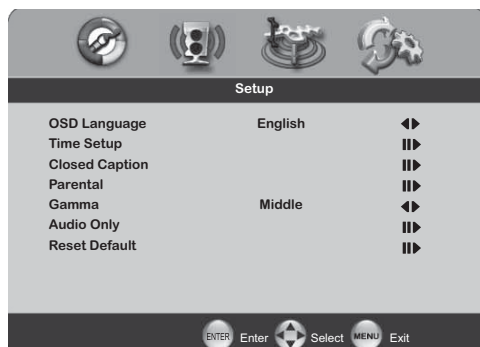 Setup
OSD Language English
Time Setup
Closed Caption
Parental
Gamma Middle
Audio Only
Reset Default
ENTER Enter Select MENU Exit